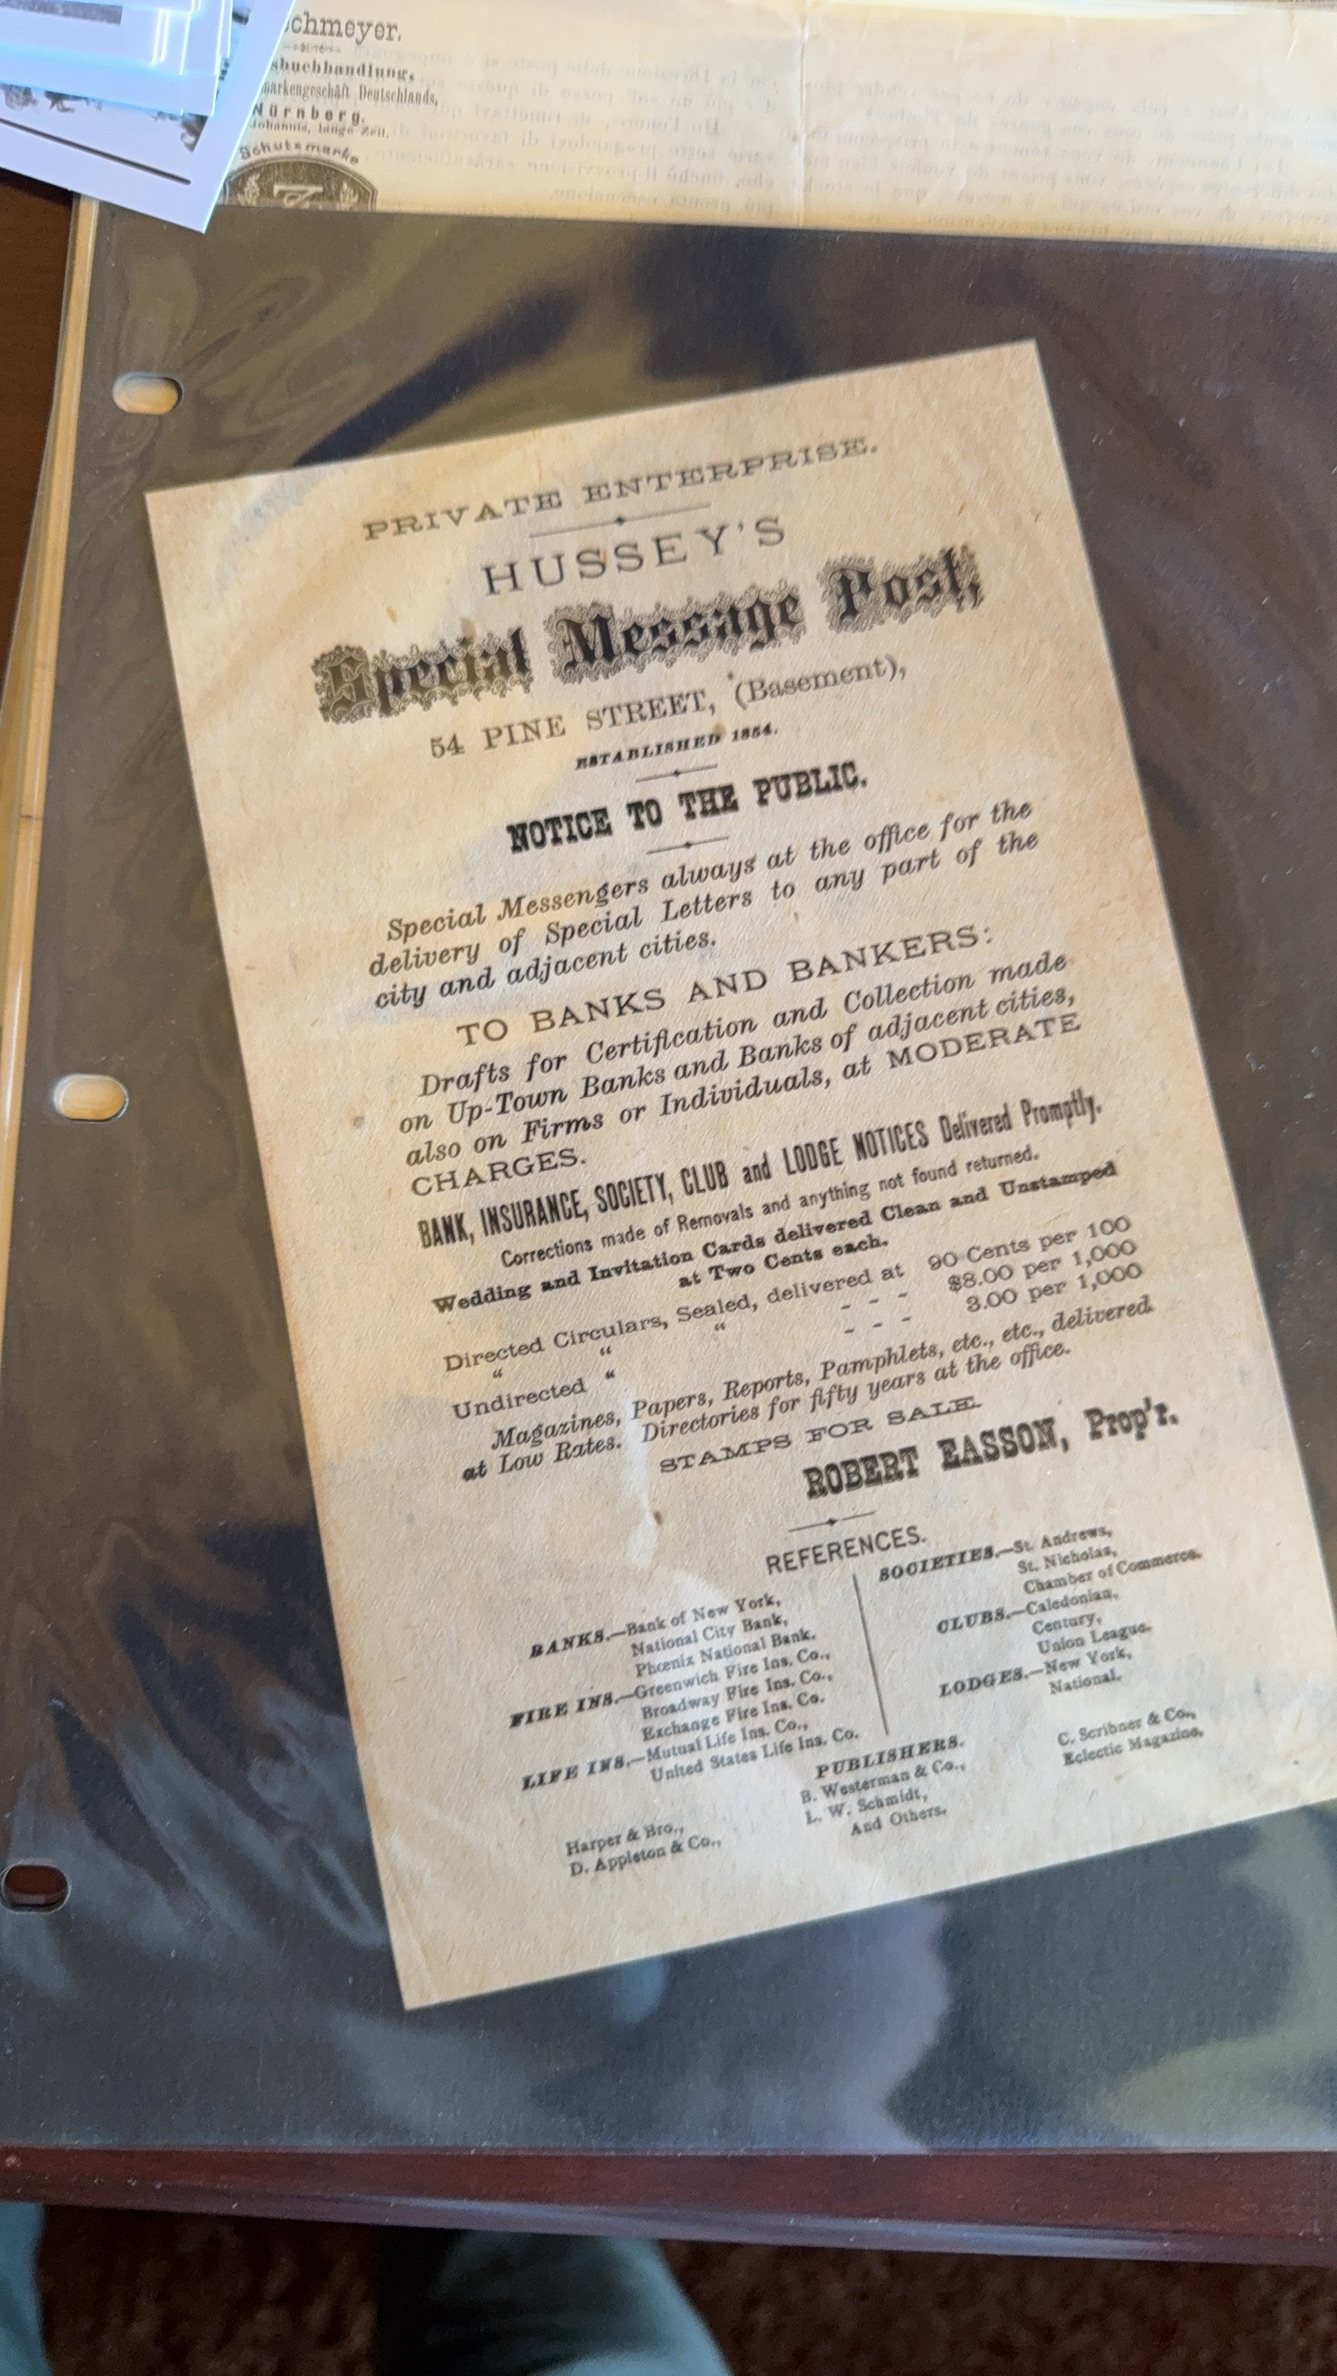 chmeyer.
sbuchhandlung,
markengeschäft Deutschlands,
Nürnberg.
Johannis, lange Zeil.
Schutzmarke
PRIVATE ENTERPRISE.
HUSSEY'S
Special Message Post,
54 PINE STREET, (Basement),
ESTABLISHED 1854.
NOTICE TO THE PUBLIC.
Special Messengers always at the office for the
delivery of Special Letters to any part of the
city and adjacent cities.
TO BANKS AND BANKERS:
Drafts for Certification and Collection made
on Up-Town Banks and Banks of adjacent cities,
also on Firms or Individuals, at MODERATE
CHARGES.
BANK, INSURANCE, SOCIETY, CLUB and LODGE NOTICES Delivered Promptly.
Corrections made of Removals and anything not found returned.
Wedding and Invitation Cards delivered Clean and Unstamped
at Two Cents each.
Directed Circulars, Sealed, delivered at 90 Cents per 100
" " " - - - $8.00 per 1,000
Undirected " - - - 3.00 per 1,000
Magazines, Papers, Reports, Pamphlets, etc., etc., delivered
at Low Rates. Directories for fifty years at the office.
STAMPS FOR SALE.
ROBERT EASSON, Prop'r.
REFERENCES.
BANKS.—Bank of New York,
National City Bank,
Phœnix National Bank.
FIRE INS.—Greenwich Fire Ins. Co.,
Broadway Fire Ins. Co.,
Exchange Fire Ins. Co.
LIFE INS.—Mutual Life Ins. Co.,
United States Life Ins. Co.
SOCIETIES.—St. Andrews,
St. Nicholas,
Chamber of Commerce.
CLUBS.—Caledonian,
Century,
Union League.
LODGES.—New York,
National.
PUBLISHERS.
Harper & Bro.,
D. Appleton & Co.,
B. Westerman & Co.,
L. W. Schmidt,
And Others.
C. Scribner & Co.,
Eclectic Magazine,